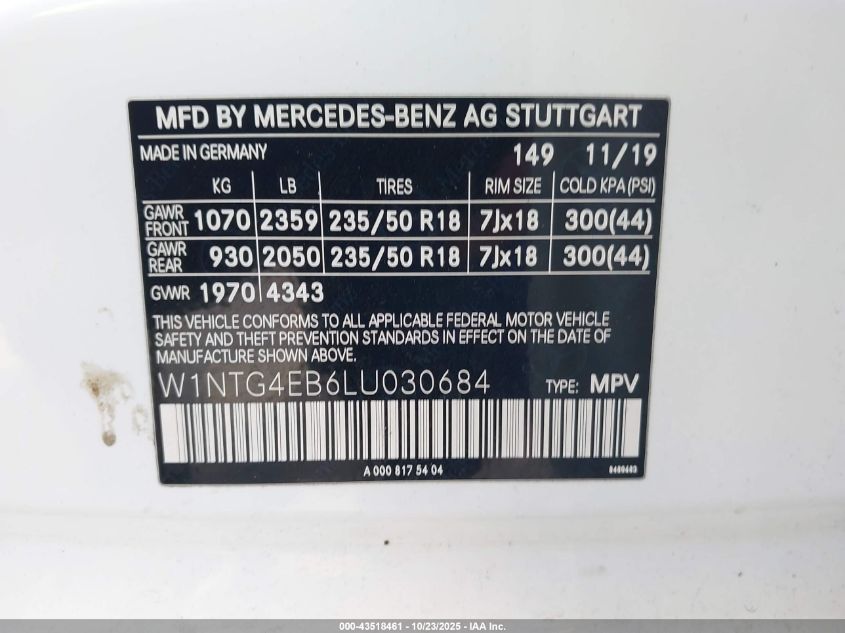 MFD BY MERCEDES-BENZ AG STUTTGART
MADE IN GERMANY 149 11/19
KG LB TIRES RIM SIZE COLD KPA(PSI)
GAWR FRONT 1070 2359 235/50 R18 7Jx18 300(44)
GAWR REAR 930 2050 235/50 R18 7Jx18 300(44)
GVWR 1970 4343
THIS VEHICLE CONFORMS TO ALL APPLICABLE FEDERAL MOTOR VEHICLE
SAFETY AND THEFT PREVENTION STANDARDS IN EFFECT ON THE DATE OF
MANUFACTURE SHOWN ABOVE.
W1NTG4EB6LU030684 TYPE: MPV
A 000 817 54 04
000-43518461 - 10/23/2025 - IAA Inc.